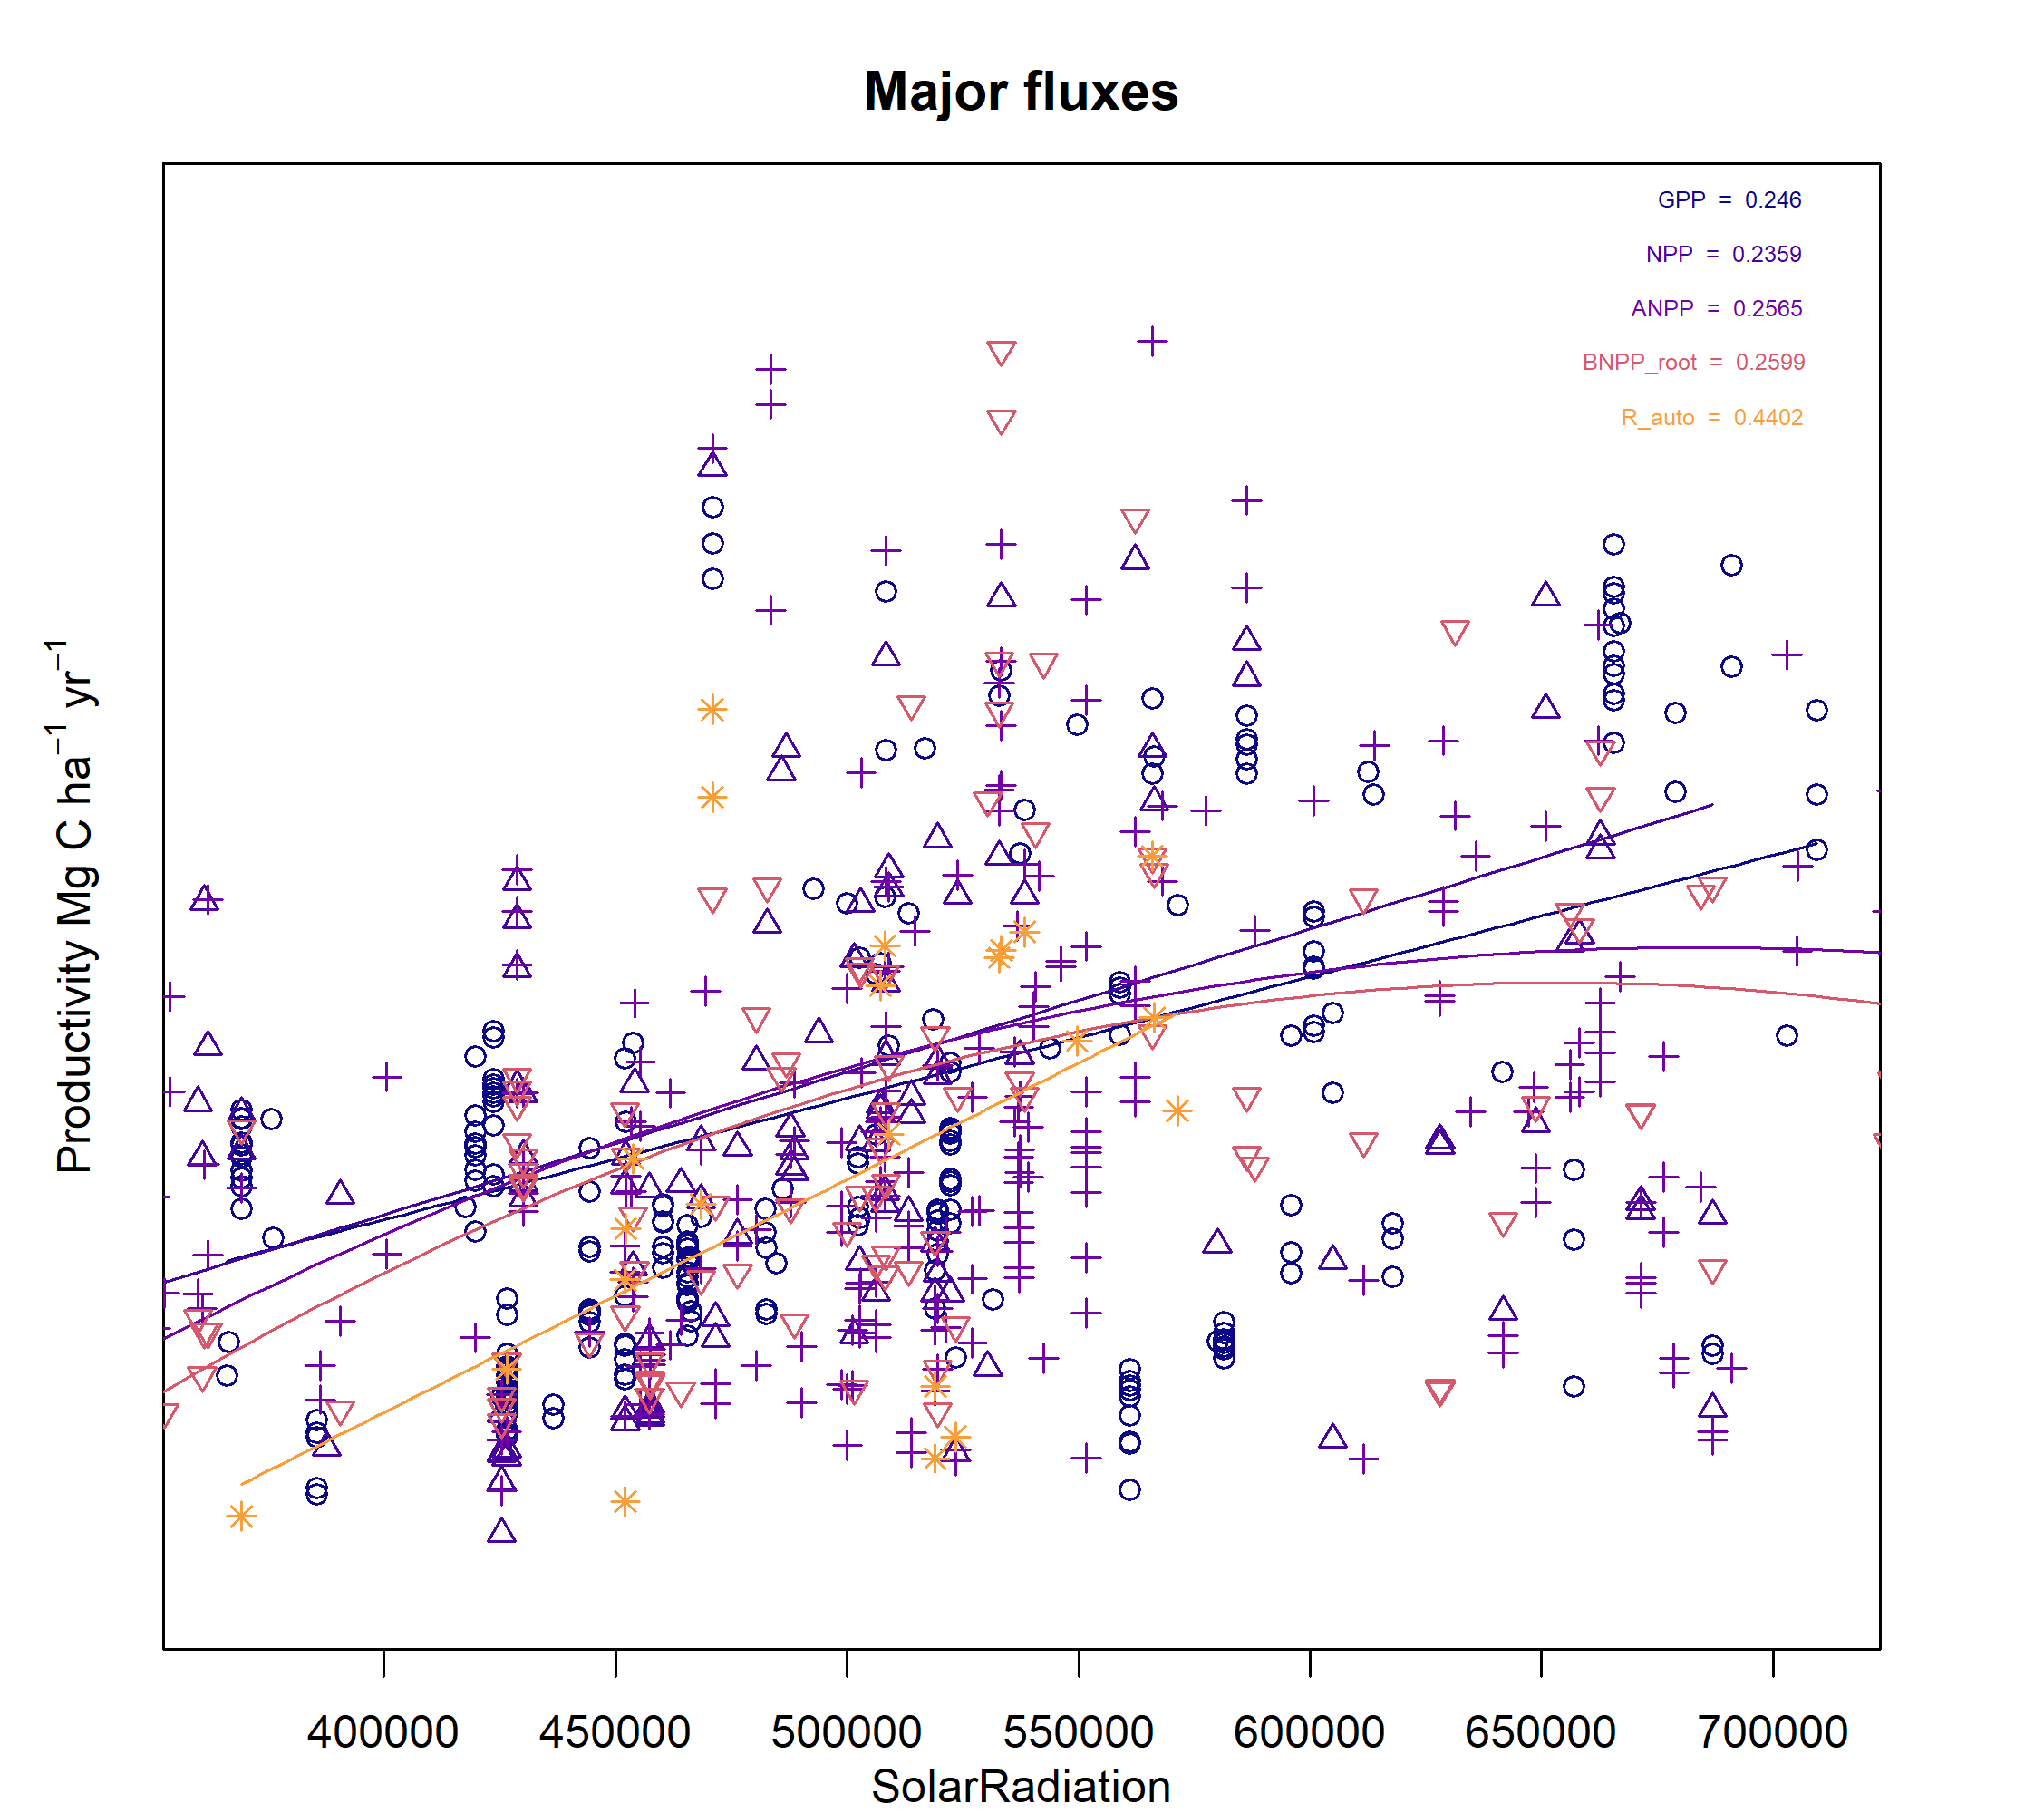 Major fluxes
GPP = 0.246
NPP = 0.2359
ANPP = 0.2565
BNPP_root = 0.2599
R_auto = 0.4402
Productivity Mg C ha⁻¹ yr⁻¹
400000 450000 500000 550000 600000 650000 700000
SolarRadiation